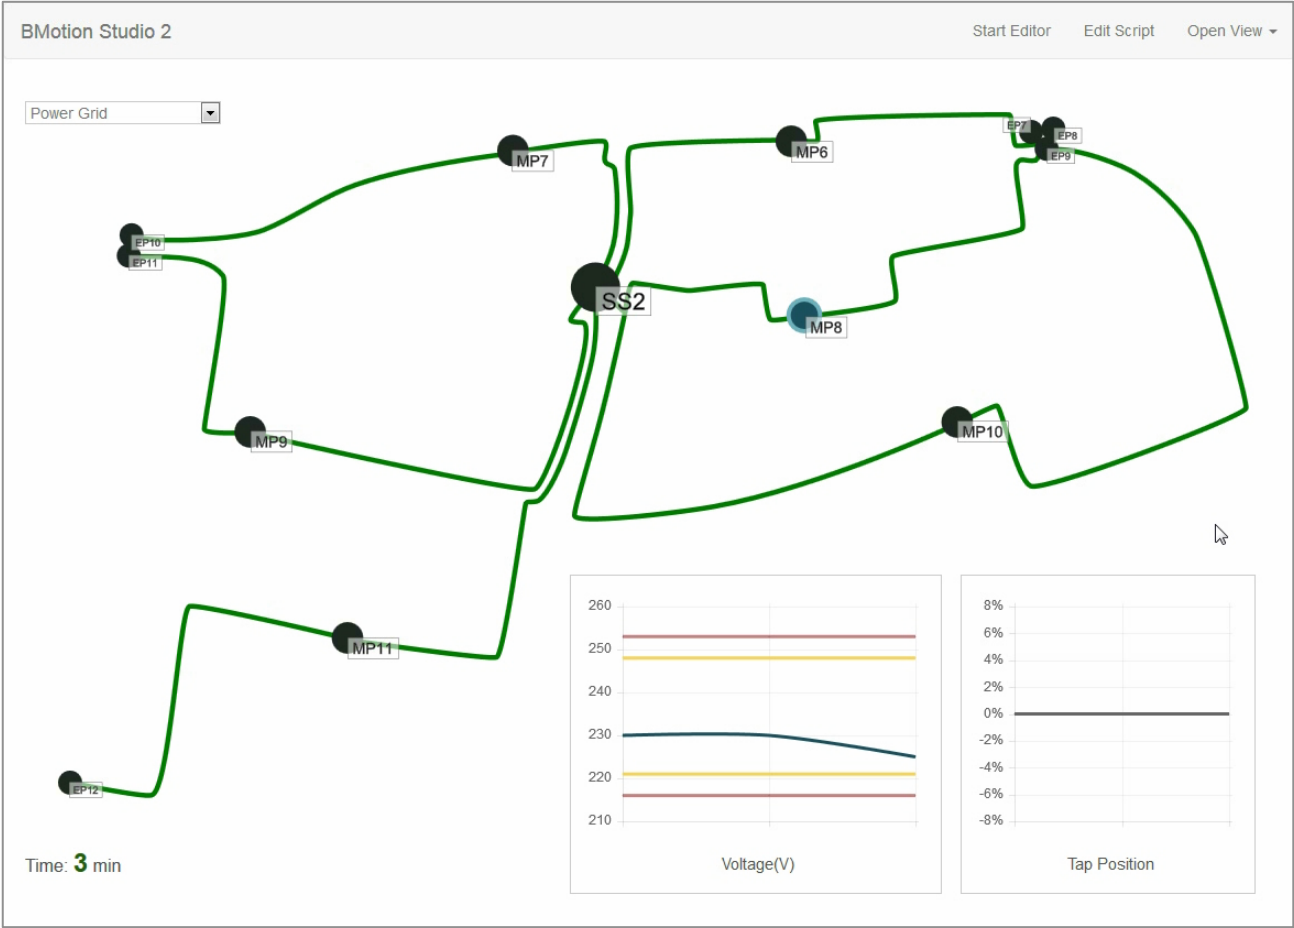 BMotion Studio 2
Start Editor Edit Script Open View
Power Grid
EP7
EP8
MP6
MP7
EP9
EP10
EP11
SS2
MP8
MP10
MP9
MP11
EP12
260
250
240
230
220
210
Voltage(V)
8%
6%
4%
2%
0%
-2%
-4%
-6%
-8%
Tap Position
Time: 3 min